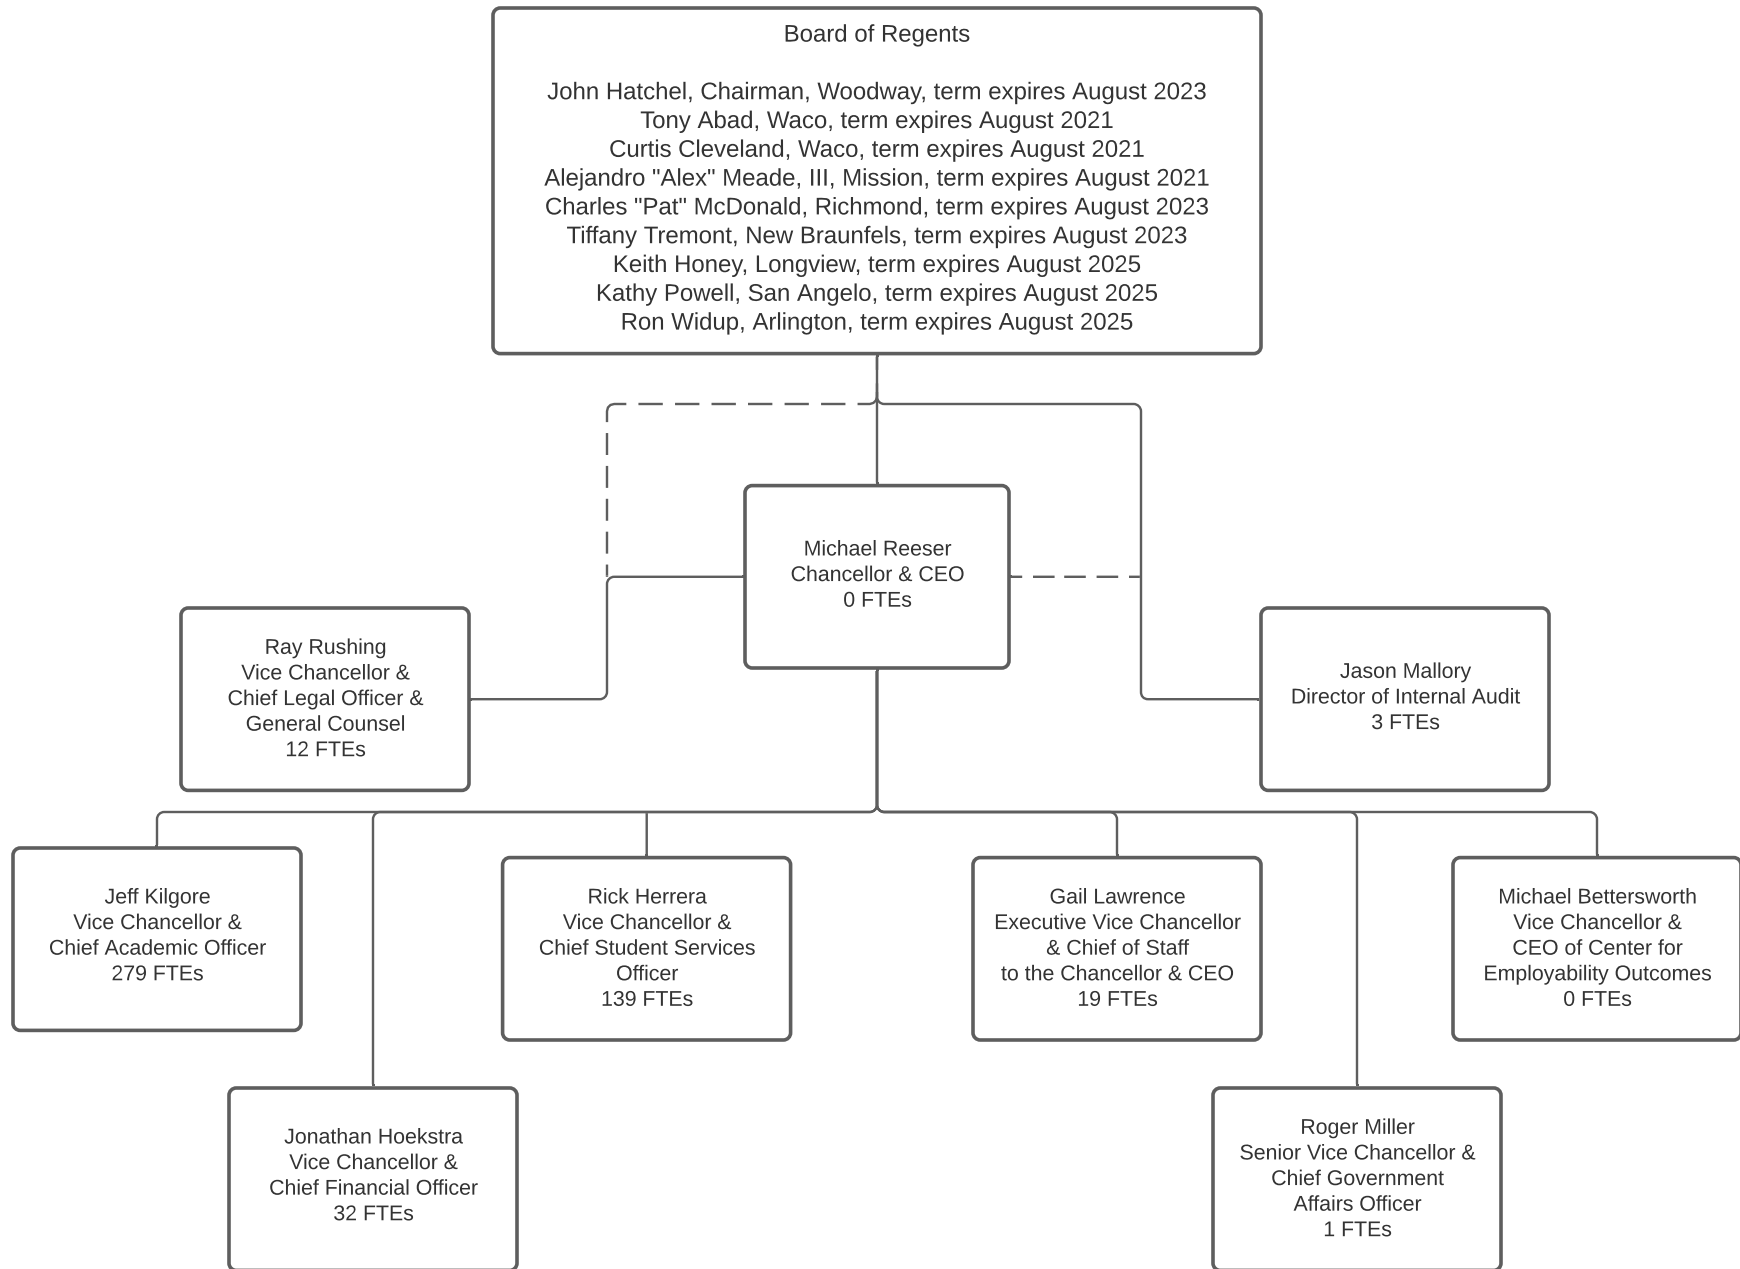 Board of Regents
John Hatchel, Chairman, Woodway, term expires August 2023
Tony Abad, Waco, term expires August 2021
Curtis Cleveland, Waco, term expires August 2021
Alejandro "Alex" Meade, III, Mission, term expires August 2021
Charles "Pat" McDonald, Richmond, term expires August 2023
Tiffany Tremont, New Braunfels, term expires August 2023
Keith Honey, Longview, term expires August 2025
Kathy Powell, San Angelo, term expires August 2025
Ron Widup, Arlington, term expires August 2025
Michael Reeser
Chancellor & CEO
0 FTEs
Ray Rushing
Vice Chancellor &
Chief Legal Officer &
General Counsel
12 FTEs
Jason Mallory
Director of Internal Audit
3 FTEs
Jeff Kilgore
Vice Chancellor &
Chief Academic Officer
279 FTEs
Rick Herrera
Vice Chancellor &
Chief Student Services
Officer
139 FTEs
Gail Lawrence
Executive Vice Chancellor
& Chief of Staff
to the Chancellor & CEO
19 FTEs
Michael Bettersworth
Vice Chancellor &
CEO of Center for
Employability Outcomes
0 FTEs
Jonathan Hoekstra
Vice Chancellor &
Chief Financial Officer
32 FTEs
Roger Miller
Senior Vice Chancellor &
Chief Government
Affairs Officer
1 FTEs